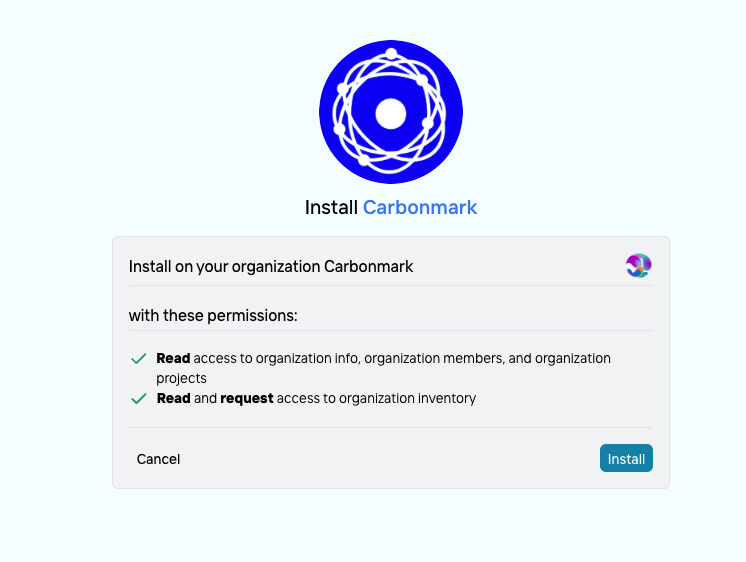 Install Carbonmark
Install on your organization Carbonmark
with these permissions:
Read access to organization info, organization members, and organization
projects
Read and request access to organization inventory
Cancel
Install